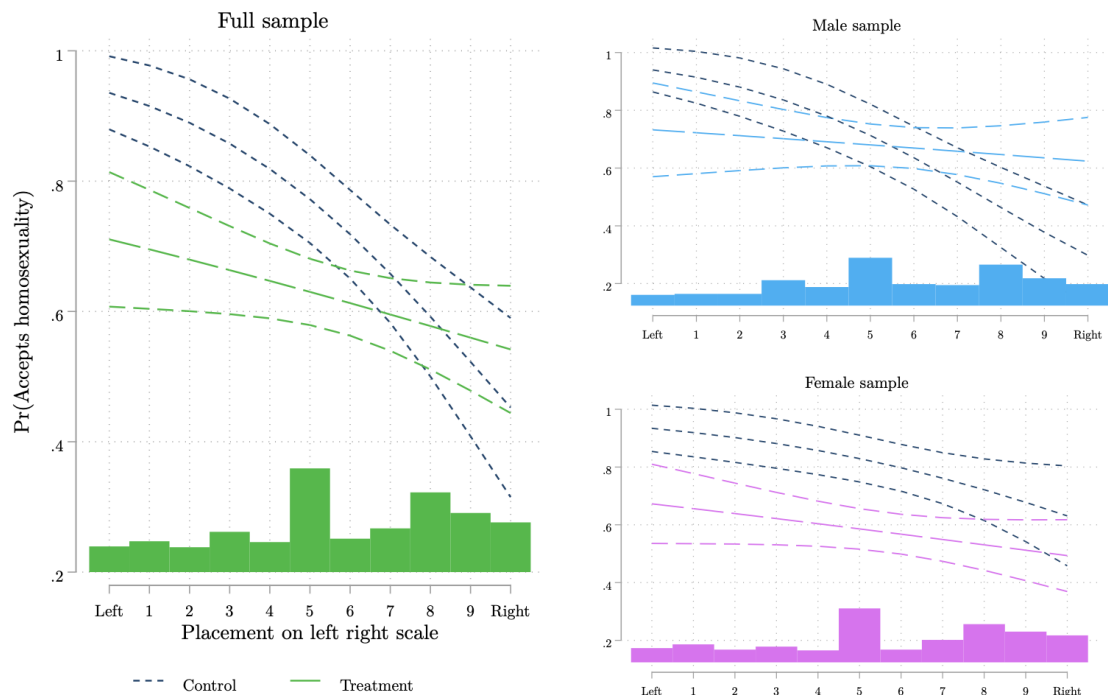 Full sample
Pr(Accepts homosexuality)
1
.8
.6
.4
.2
Left 1 2 3 4 5 6 7 8 9 Right
Placement on left right scale
Control Treatment
Male sample
1
.8
.6
.4
.2
Left 1 2 3 4 5 6 7 8 9 Right
Female sample
1
.8
.6
.4
.2
Left 1 2 3 4 5 6 7 8 9 Right